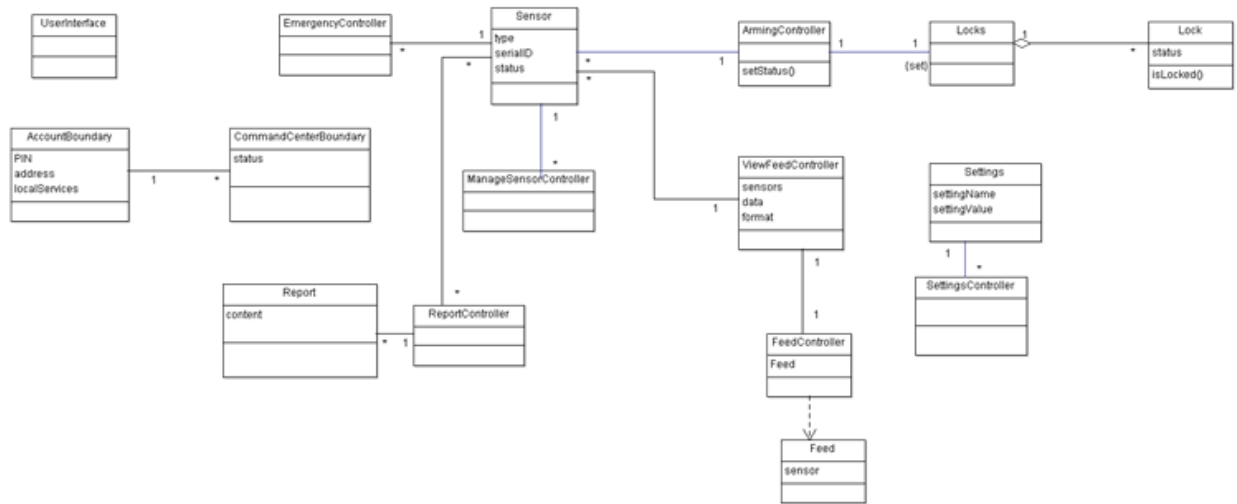 UserInterface
EmergencyController
1
*
Sensor
type
serialID
status
*
*
*
1
ArmingController
setStatus()
1
1
{set}
Locks
1
*
Lock
status
isLocked()
AccountBoundary
PIN
address
localServices
1
*
CommandCenterBoundary
status
1
*
ManageSensorController
ViewFeedController
sensors
data
format
1
1
Settings
settingName
settingValue
1
*
SettingsController
Report
content
*
1
*
ReportController
1
FeedController
Feed
Feed
sensor